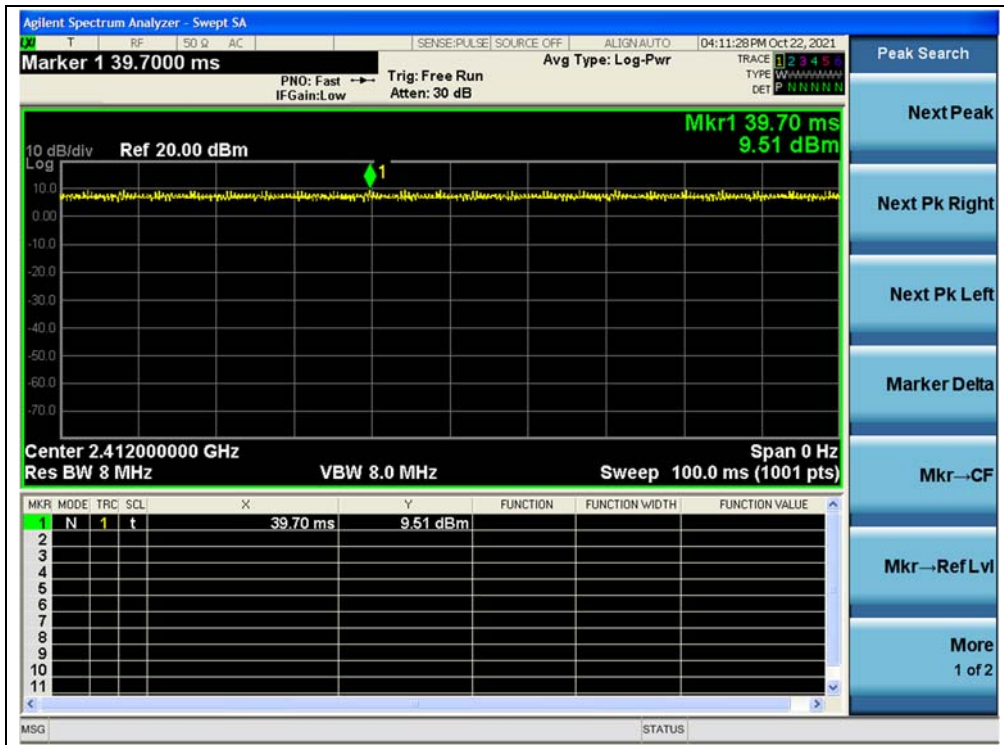 Agilent Spectrum Analyzer - Swept SA
LXI T RF 50 Ω AC SENSE:PULSE SOURCE OFF ALIGNAUTO 04:11:28PM Oct 22, 2021
Marker 1 39.7000 ms
PNO: Fast
IFGain:Low
Trig: Free Run
Atten: 30 dB
Avg Type: Log-Pwr
TRACE 1 2 3 4 5 6
TYPE W
DET P N N N N N
Peak Search
Next Peak
Next Pk Right
Next Pk Left
Marker Delta
Mkr→CF
Mkr→Ref Lvl
More
1 of 2
Mkr1 39.70 ms
9.51 dBm
10 dB/div Ref 20.00 dBm
Log
1
10.0
0.00
-10.0
-20.0
-30.0
-40.0
-50.0
-60.0
-70.0
Center 2.412000000 GHz Span 0 Hz
Res BW 8 MHz VBW 8.0 MHz Sweep 100.0 ms (1001 pts)
MKR MODE TRC SCL X Y FUNCTION FUNCTION WIDTH FUNCTION VALUE
1 N 1 t 39.70 ms 9.51 dBm
2
3
4
5
6
7
8
9
10
11
MSG STATUS